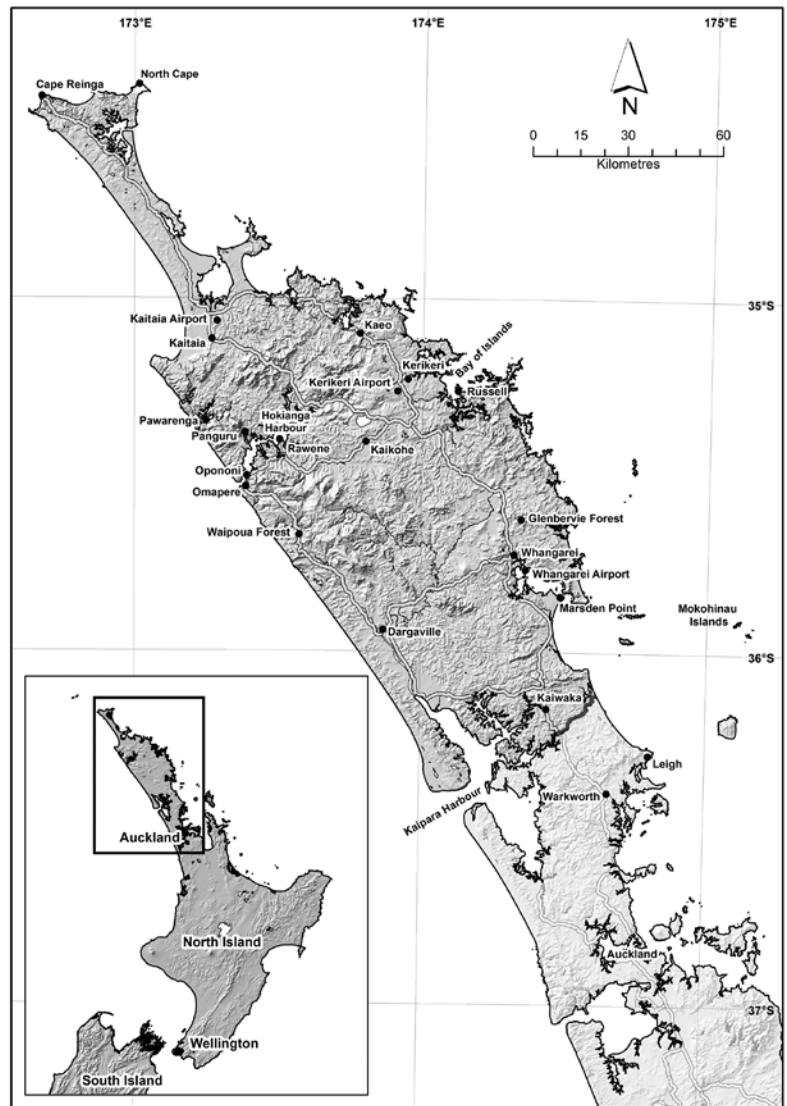 173°E
174°E
175°E
North Cape
Cape Reinga
N
0 15 30 60
Kilometres
35°S
Kaitaia Airport
Kaeo
Kaitaia
Bay of Islands
Kerikeri
Kerikeri Airport
Russell
Hokianga
Harbour
Pawarenga
Panguru
Rawene
Kaikohe
Opononi
Omapere
Glenbervie Forest
Waipoua Forest
Whangarei
Whangarei Airport
Marsden Point
Mokohinau
Islands
Dargaville
36°S
Kaiwaka
Leigh
Kaipara Harbour
Warkworth
Auckland
North Island
Auckland
37°S
Wellington
South Island